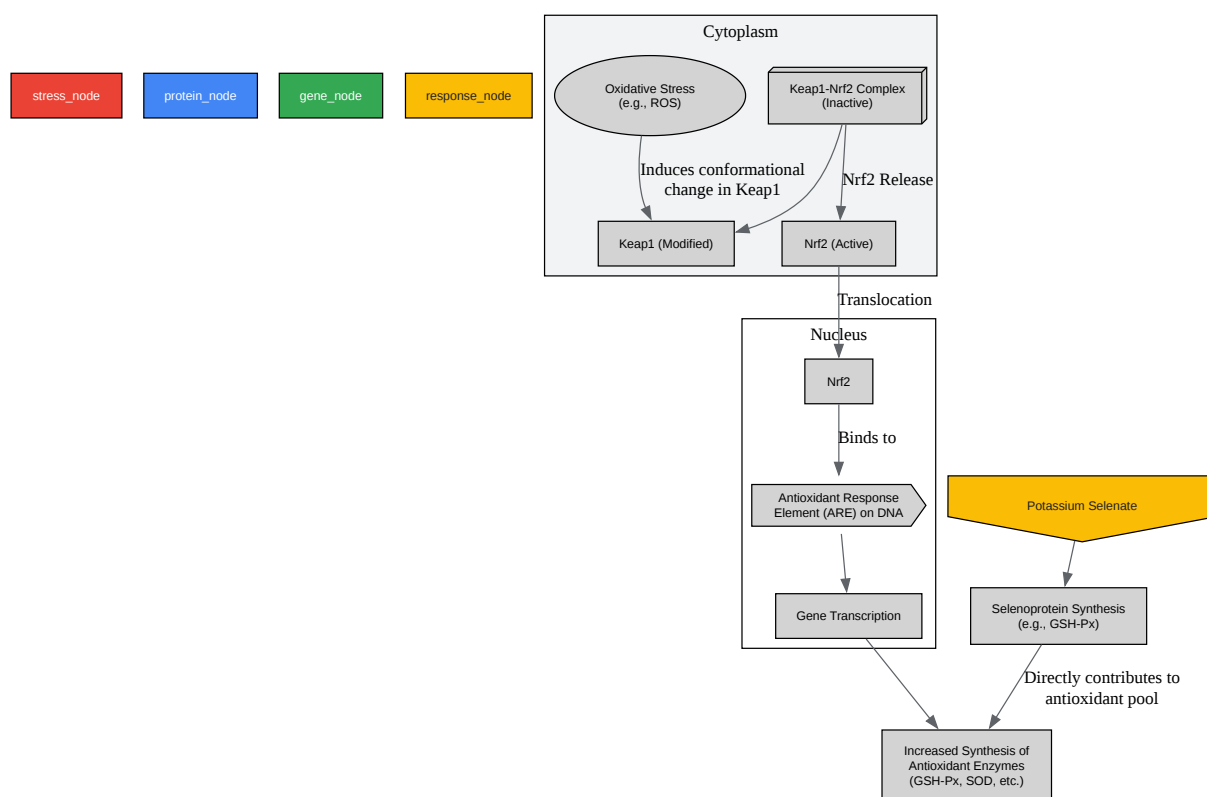 Cytoplasm
stress_node
protein_node
gene_node
response_node
Oxidative Stress
(e.g., ROS)
Keap1-Nrf2 Complex
(Inactive)
Induces conformational
change in Keap1
Nrf2 Release
Keap1 (Modified)
Nrf2 (Active)
Translocation
Nucleus
Nrf2
Binds to
Antioxidant Response
Element (ARE) on DNA
Potassium Selenate
Gene Transcription
Selenoprotein Synthesis
(e.g., GSH-Px)
Directly contributes to
antioxidant pool
Increased Synthesis of
Antioxidant Enzymes
(GSH-Px, SOD, etc.)